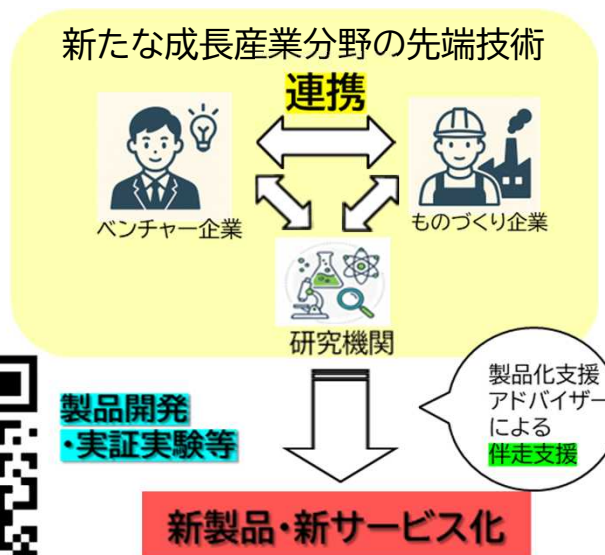 新たな成長産業分野の先端技術
連携
ベンチャー企業
ものづくり企業
研究機関
製品開発
・実証実験等
製品化支援
アドバイザー
による
伴走支援
新製品・新サービス化